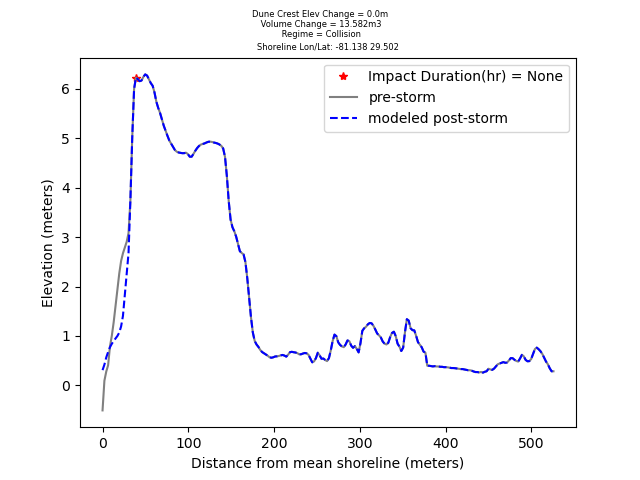 Dune Crest Elev Change = 0.0m
Volume Change = 13.582m3
Regime = Collision
Shoreline Lon/Lat: -81.138 29.502
Impact Duration(hr) = None
pre-storm
modeled post-storm
Elevation (meters)
6
5
4
3
2
1
0
0 100 200 300 400 500
Distance from mean shoreline (meters)